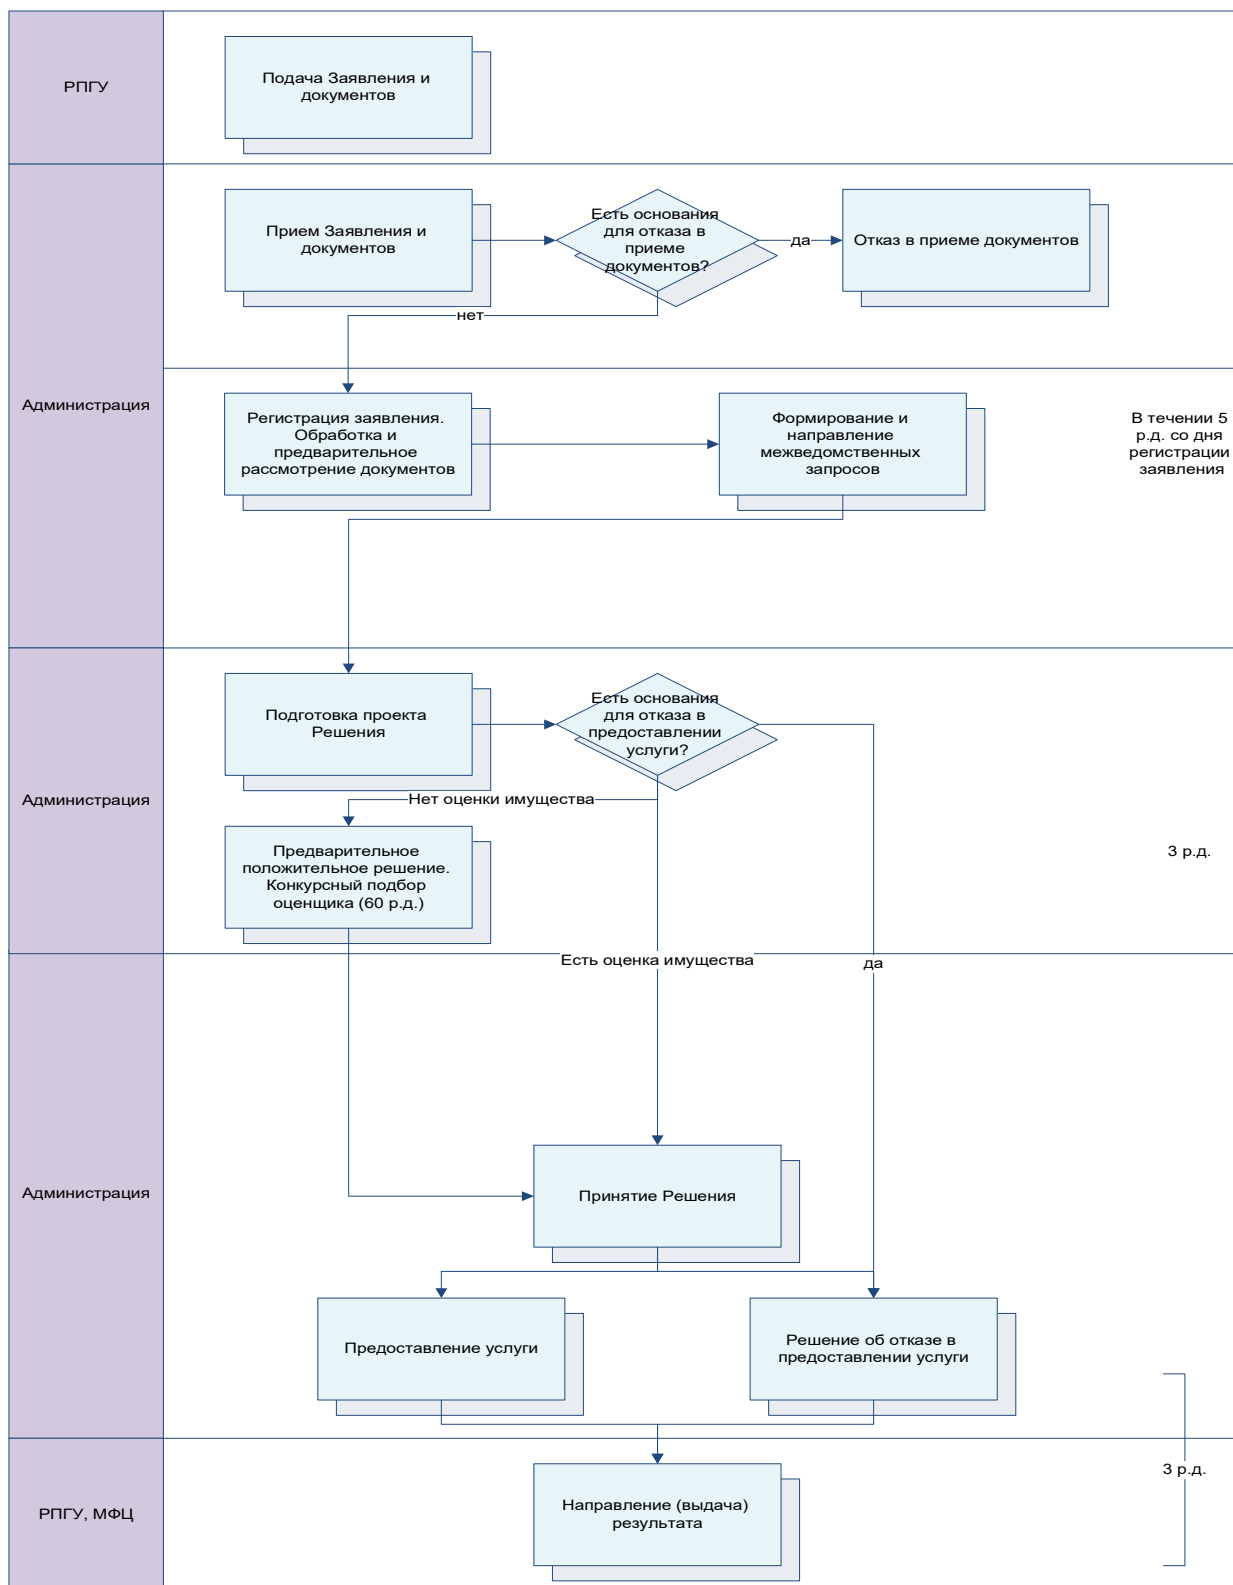 РПГУ
Подача Заявления и
документов
Администрация
Прием Заявления и
документов
Есть основания
для отказа в
приеме
документов?
да
Отказ в приеме документов
нет
Регистрация заявления.
Обработка и
предварительное
рассмотрение документов
Формирование и
направление
межведомственных
запросов
В течении 5
р.д. со дня
регистрации
заявления
Администрация
Подготовка проекта
Решения
Есть основания
для отказа в
предоставлении
услуги?
Нет оценки имущества
Предварительное
положительное решение.
Конкурсный подбор
оценщика (60 р.д.)
3 р.д.
Есть оценка имущества
да
Администрация
Принятие Решения
Предоставление услуги
Решение об отказе в
предоставлении услуги
3 р.д.
РПГУ, МФЦ
Направление (выдача)
результата